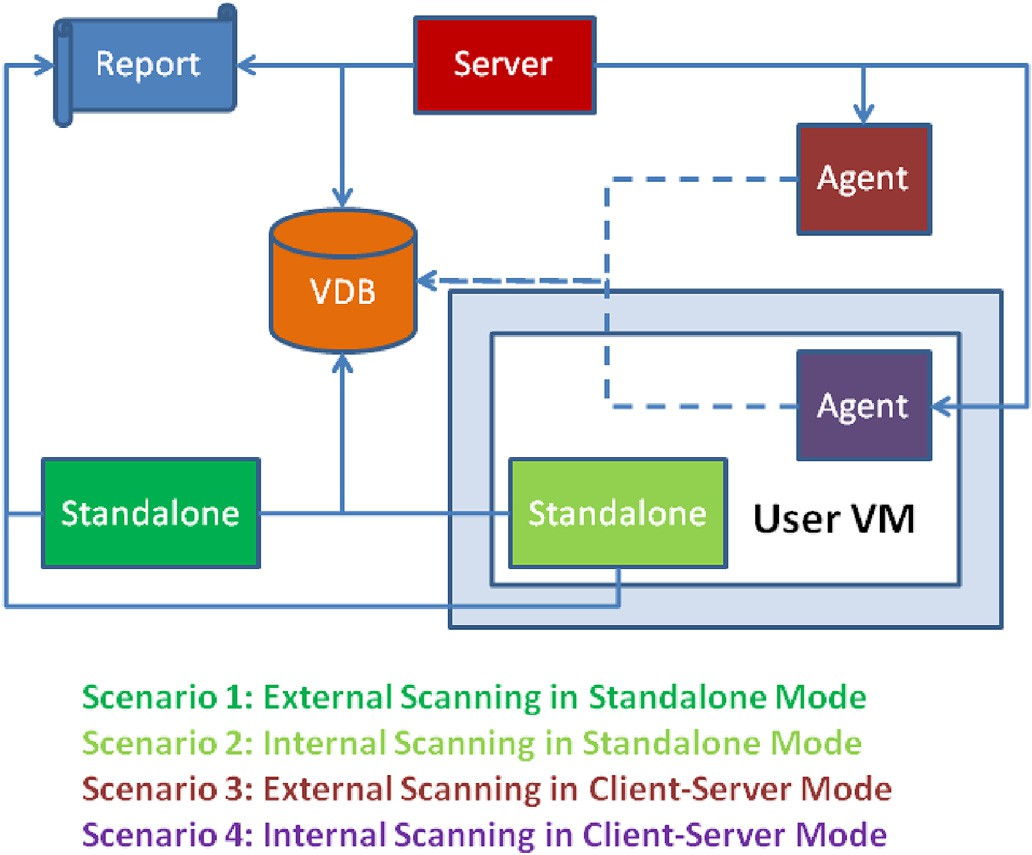 Report
Server
Agent
VDB
Agent
Standalone
Standalone
User VM
Scenario 1: External Scanning in Standalone Mode
Scenario 2: Internal Scanning in Standalone Mode
Scenario 3: External Scanning in Client-Server Mode
Scenario 4: Internal Scanning in Client-Server Mode